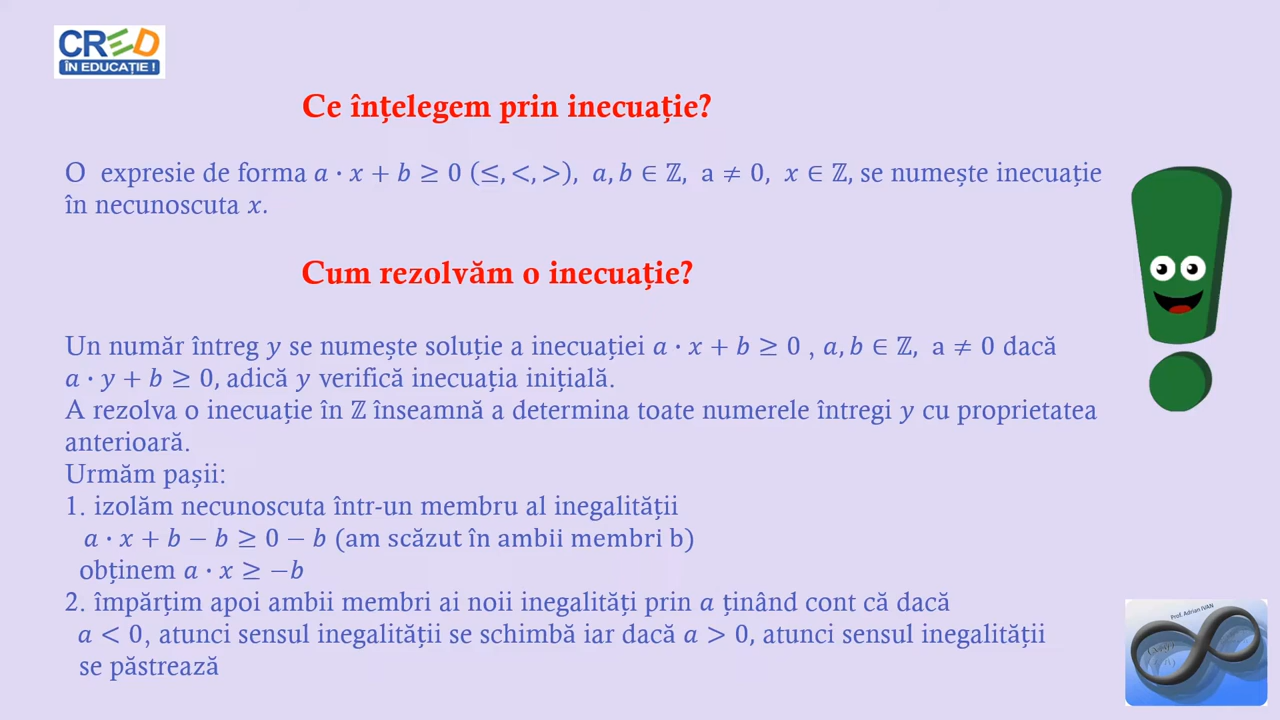 CRED
ÎN EDUCAȚIE !
Ce înțelegem prin inecuație?
O expresie de forma a · x + b ≥ 0 (≤, <, >), a, b ∈ ℤ, a ≠ 0, x ∈ ℤ, se numește inecuație
în necunoscuta x.
Cum rezolvăm o inecuație?
Un număr întreg y se numește soluție a inecuației a · x + b ≥ 0 , a, b ∈ ℤ, a ≠ 0 dacă
a · y + b ≥ 0, adică y verifică inecuația inițială.
A rezolva o inecuație în ℤ înseamnă a determina toate numerele întregi y cu proprietatea
anterioară.
Urmăm pașii:
1. izolăm necunoscuta într-un membru al inegalității
a · x + b − b ≥ 0 − b (am scăzut în ambii membri b)
obținem a · x ≥ −b
2. împărțim apoi ambii membri ai noii inegalități prin a ținând cont că dacă
a < 0, atunci sensul inegalității se schimbă iar dacă a > 0, atunci sensul inegalității
se păstrează
Prof. Adrian IVAN